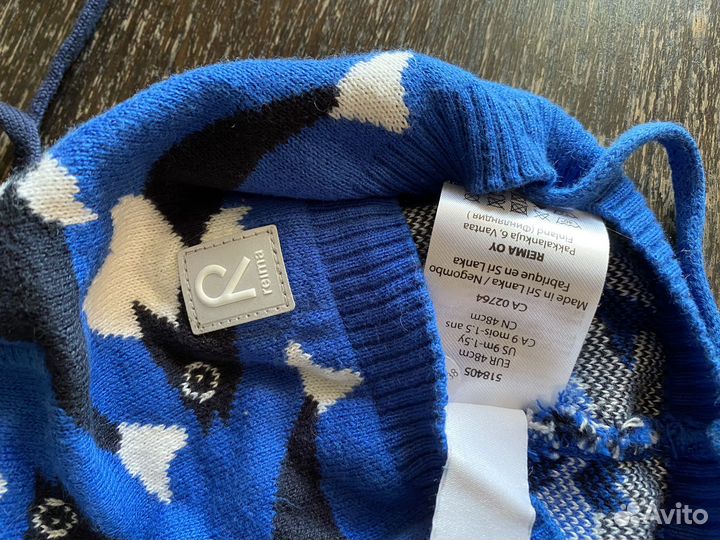 reima
518405
EUR 48cm
US 9m-1.5y
CA 9 mois-1.5 ans
CN 48cm
CA 02764
Fabrique en Sri Lanka
Made in Sri Lanka / Negombo
REIMA OY
Pakkalankuja 6, Vantaa
Finland (Финляндия)
Avito